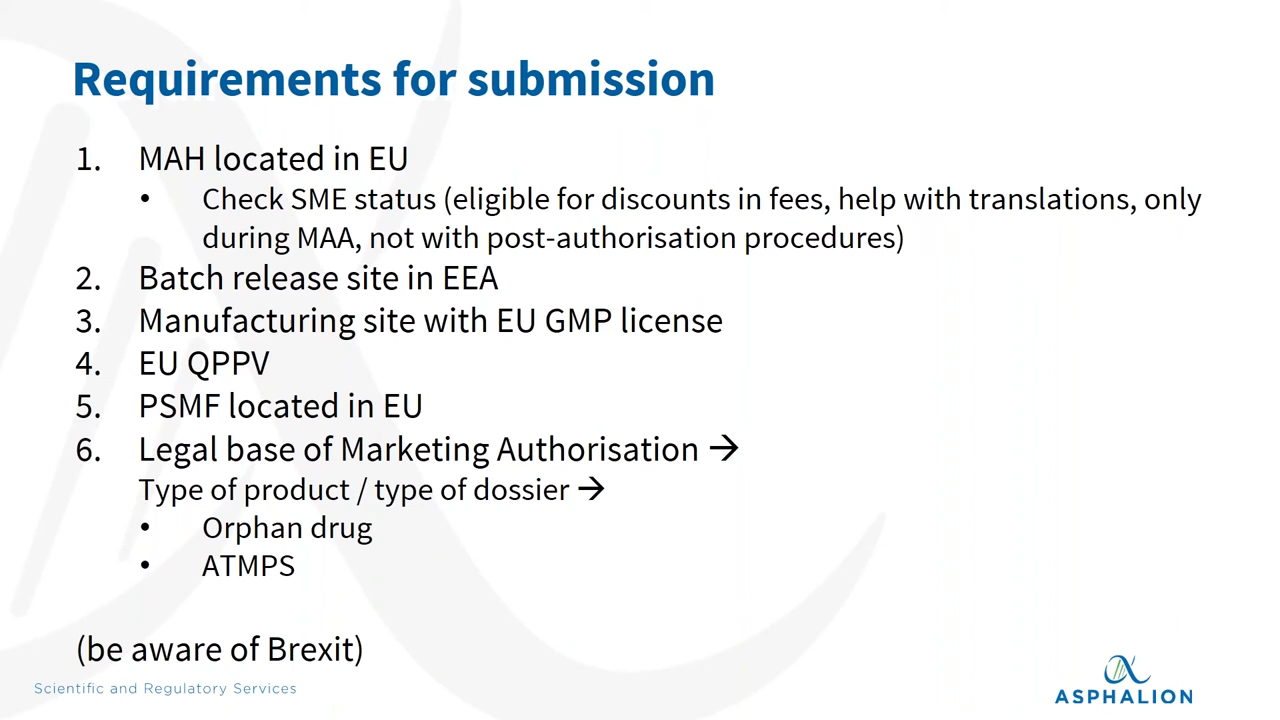 Requirements for submission
1. MAH located in EU
• Check SME status (eligible for discounts in fees, help with translations, only
during MAA, not with post-authorisation procedures)
2. Batch release site in EEA
3. Manufacturing site with EU GMP license
4. EU QPPV
5. PSMF located in EU
6. Legal base of Marketing Authorisation →
Type of product / type of dossier →
• Orphan drug
• ATMPS
(be aware of Brexit)
Scientific and Regulatory Services
ASPHALION